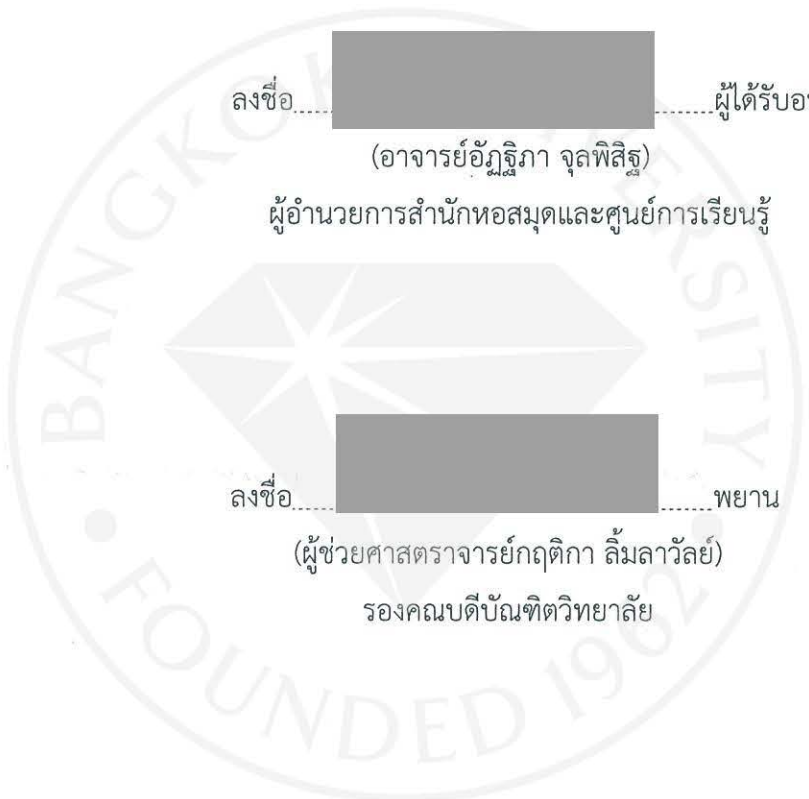 ลงชื่อ ผู้ได้รับอ
(อาจารย์อัฏฐิภา จุลพิสิฐ)
ผู้อำนวยการสำนักหอสมุดและศูนย์การเรียนรู้
ลงชื่อ พยาน
(ผู้ช่วยศาสตราจารย์กฤติกา ลิ้มลาวัลย์)
รองคณบดีบัณฑิตวิทยาลัย
FOUNDED 1962